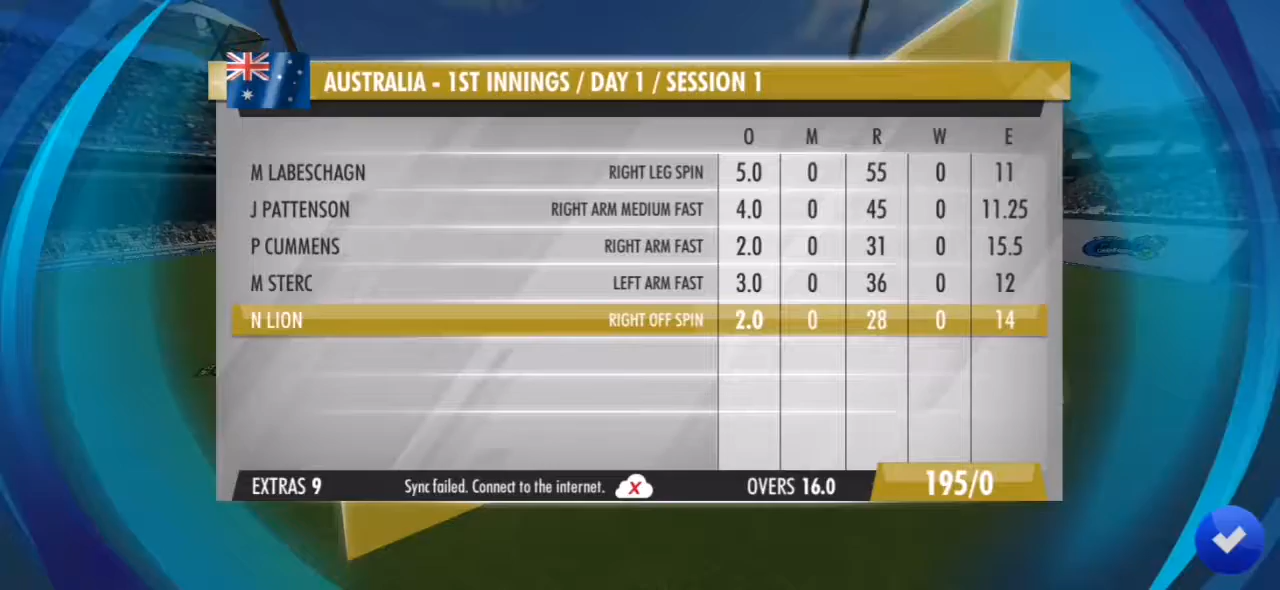 AUSTRALIA - 1ST INNINGS / DAY 1 / SESSION 1
O M R W E
M LABESCHAGN RIGHT LEG SPIN 5.0 0 55 0 11
J PATTENSON RIGHT ARM MEDIUM FAST 4.0 0 45 0 11.25
P CUMMENS RIGHT ARM FAST 2.0 0 31 0 15.5
M STERC LEFT ARM FAST 3.0 0 36 0 12
N LION RIGHT OFF SPIN 2.0 0 28 0 14
EXTRAS 9 Sync failed. Connect to the internet. X OVERS 16.0 195/0